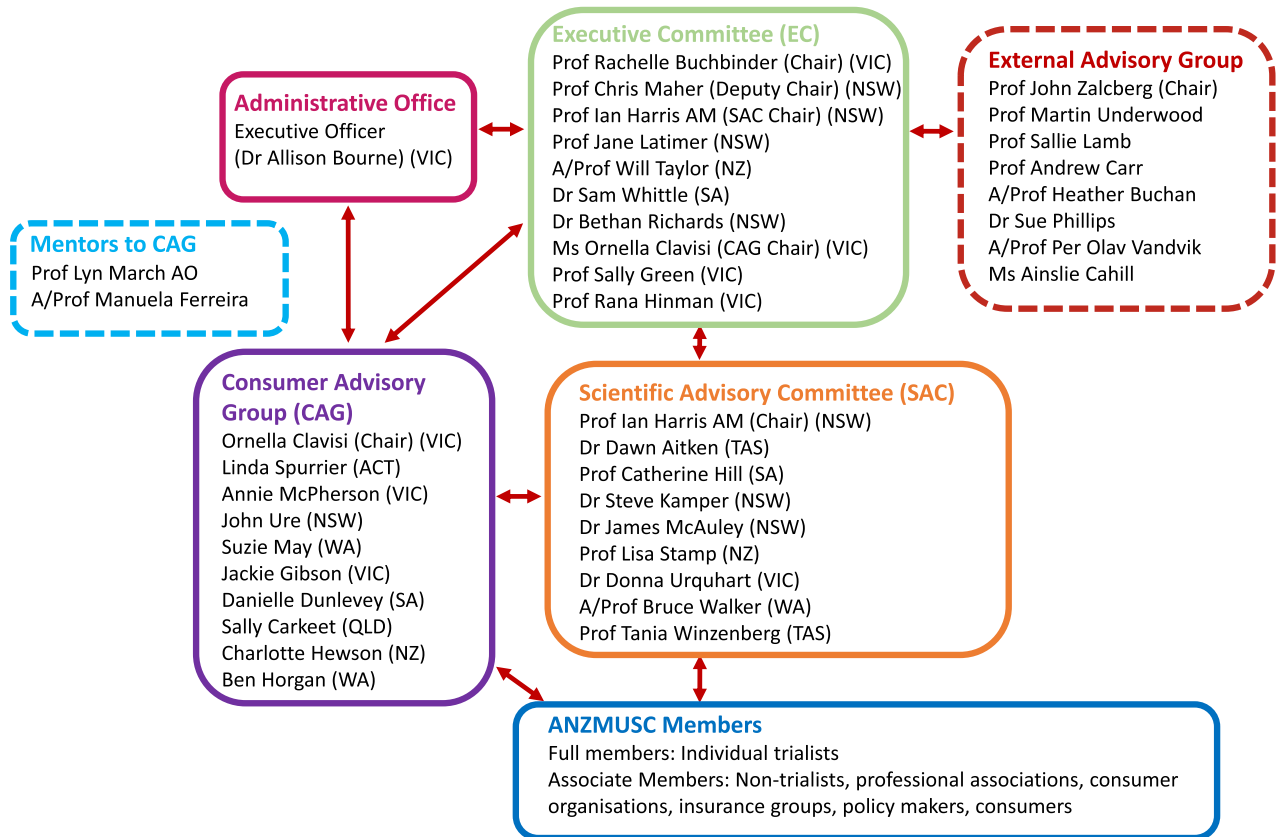 Administrative Office
Executive Officer
(Dr Allison Bourne) (VIC)
Executive Committee (EC)
Prof Rachelle Buchbinder (Chair) (VIC)
Prof Chris Maher (Deputy Chair) (NSW)
Prof Ian Harris AM (SAC Chair) (NSW)
Prof Jane Latimer (NSW)
A/Prof Will Taylor (NZ)
Dr Sam Whittle (SA)
Dr Bethan Richards (NSW)
Ms Ornella Clavisi (CAG Chair) (VIC)
Prof Sally Green (VIC)
Prof Rana Hinman (VIC)
External Advisory Group
Prof John Zalcberg (Chair)
Prof Martin Underwood
Prof Sallie Lamb
Prof Andrew Carr
A/Prof Heather Buchan
Dr Sue Phillips
A/Prof Per Olav Vandvik
Ms Ainslie Cahill
Mentors to CAG
Prof Lyn March AO
A/Prof Manuela Ferreira
Consumer Advisory
Group (CAG)
Ornella Clavisi (Chair) (VIC)
Linda Spurrier (ACT)
Annie McPherson (VIC)
John Ure (NSW)
Suzie May (WA)
Jackie Gibson (VIC)
Danielle Dunlevey (SA)
Sally Carkeet (QLD)
Charlotte Hewson (NZ)
Ben Horgan (WA)
Scientific Advisory Committee (SAC)
Prof Ian Harris AM (Chair) (NSW)
Dr Dawn Aitken (TAS)
Prof Catherine Hill (SA)
Dr Steve Kamper (NSW)
Dr James McAuley (NSW)
Prof Lisa Stamp (NZ)
Dr Donna Urquhart (VIC)
A/Prof Bruce Walker (WA)
Prof Tania Winzenberg (TAS)
ANZMUSC Members
Full members: Individual trialists
Associate Members: Non-trialists, professional associations, consumer
organisations, insurance groups, policy makers, consumers